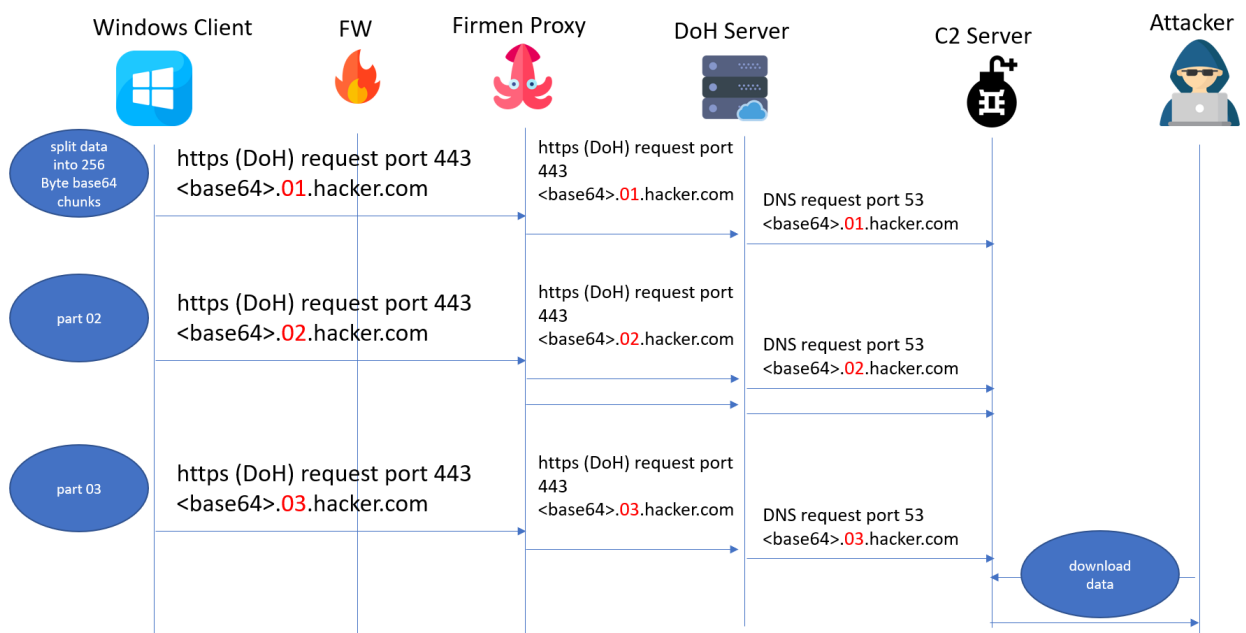 Windows Client
FW
Firmen Proxy
DoH Server
C2 Server
Attacker
split data
into 256
Byte base64
chunks
https (DoH) request port 443
<base64>.01.hacker.com
https (DoH) request port
443
<base64>.01.hacker.com
DNS request port 53
<base64>.01.hacker.com
part 02
https (DoH) request port 443
<base64>.02.hacker.com
https (DoH) request port
443
<base64>.02.hacker.com
DNS request port 53
<base64>.02.hacker.com
part 03
https (DoH) request port 443
<base64>.03.hacker.com
https (DoH) request port
443
<base64>.03.hacker.com
DNS request port 53
<base64>.03.hacker.com
download
data